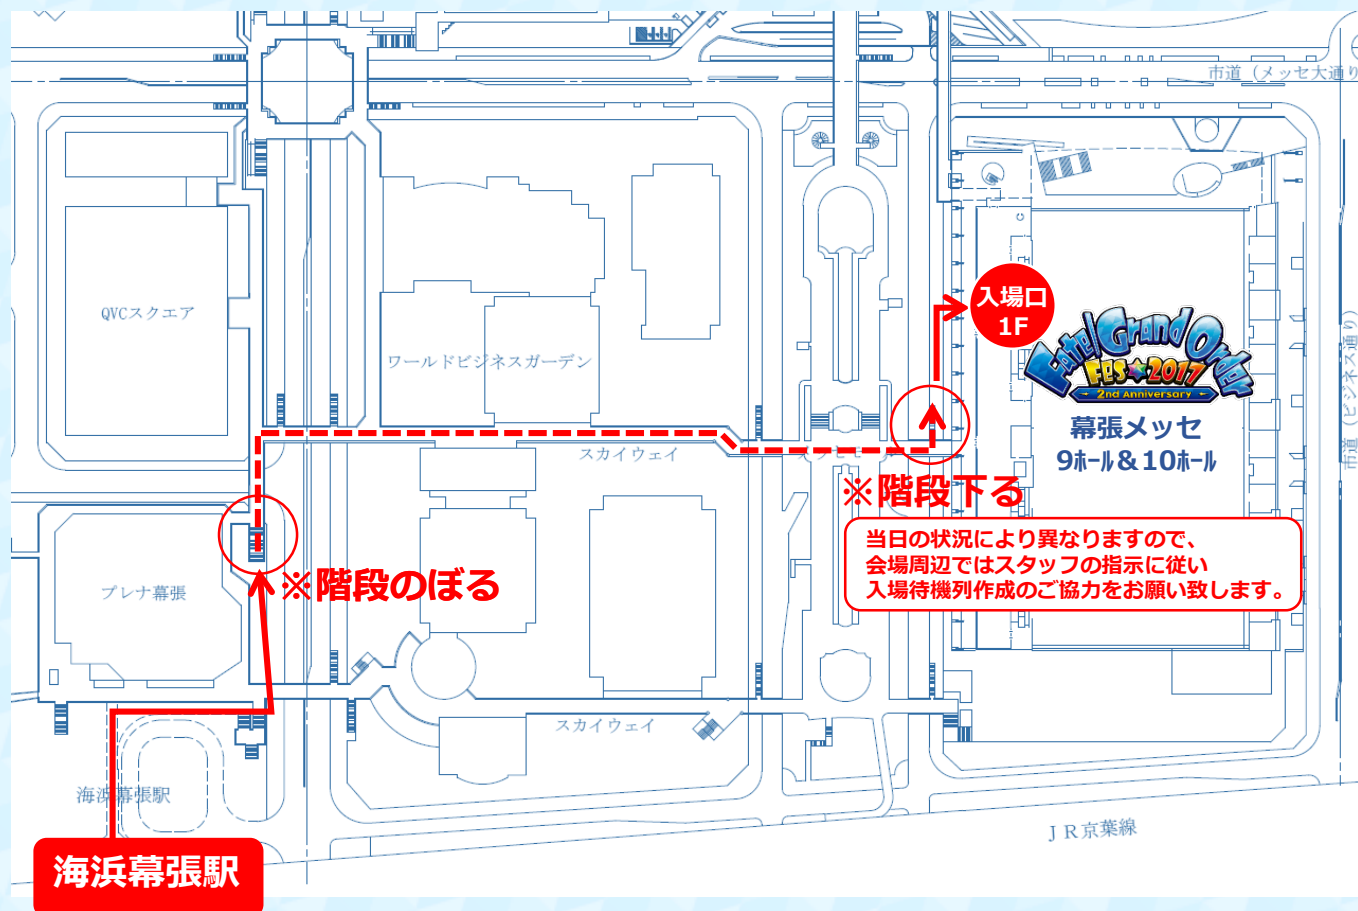 市道（メッセ大通り
QVCスクエア
入場口
1F
Fate/Grand Order
FES★2017
2nd Anniversary
市道（ビジネス通り）
ワールドビジネスガーデン
幕張メッセ
9ホール&10ホール
スカイウェイ
※階段下る
当日の状況により異なりますので、
会場周辺ではスタッフの指示に従い
入場待機列作成のご協力をお願い致します。
※階段のぼる
プレナ幕張
スカイウェイ
海浜幕張駅
ＪＲ京葉線
海浜幕張駅